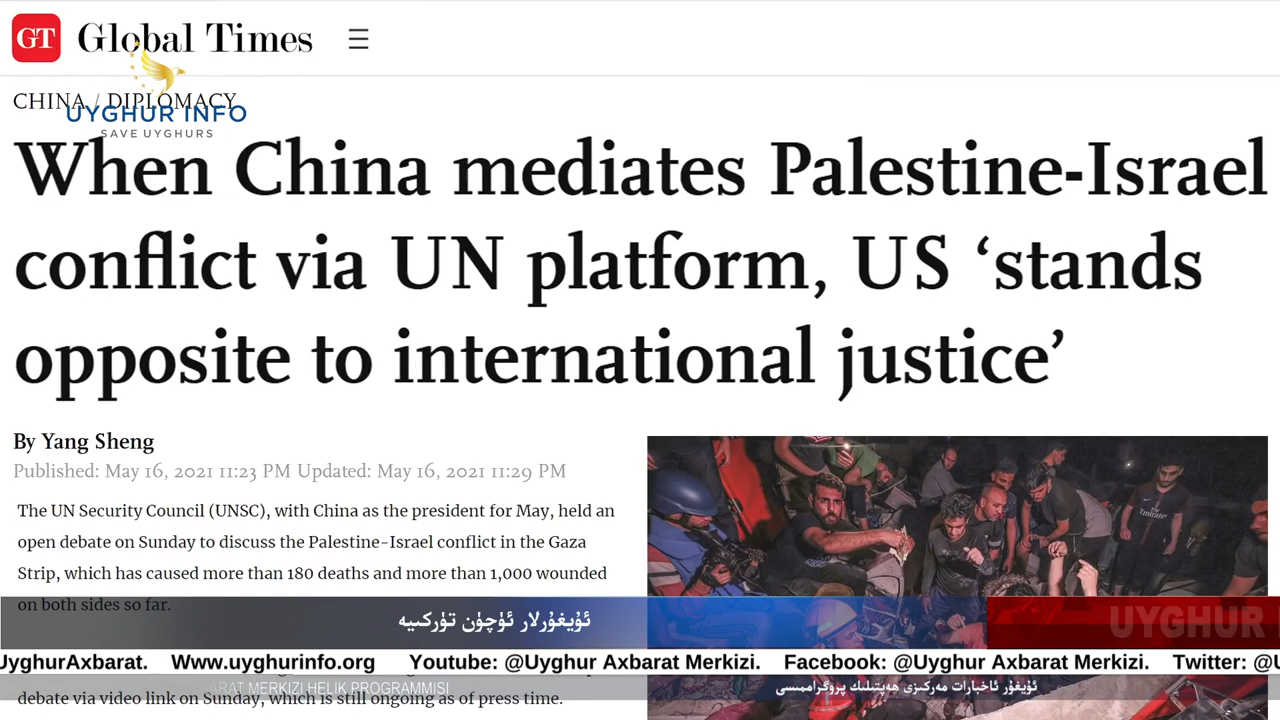 GT Global Times
CHINA / DIPLOMACY
UYGHUR INFO
SAVE UYGHURS
When China mediates Palestine-Israel
conflict via UN platform, US ‘stands
opposite to international justice’
By Yang Sheng
Published: May 16, 2021 11:23 PM Updated: May 16, 2021 11:29 PM
The UN Security Council (UNSC), with China as the president for May, held an
open debate on Sunday to discuss the Palestine-Israel conflict in the Gaza
Strip, which has caused more than 180 deaths and more than 1,000 wounded
on both sides so far.
Emirates
ئۇيغۇرلار ئۈچۈن تۈركىيە
UYGHUR
UyghurAxbarat. Www.uyghurinfo.org Youtube: @Uyghur Axbarat Merkizi. Facebook: @Uyghur Axbarat Merkizi. Twitter: @U
MERKIZI HELIK PROGRAMMISI
ئۇيغۇر ئاخبارات مەركىزى ھەپتىلىك پروگراممىسى
debate via video link on Sunday, which is still ongoing as of press time.